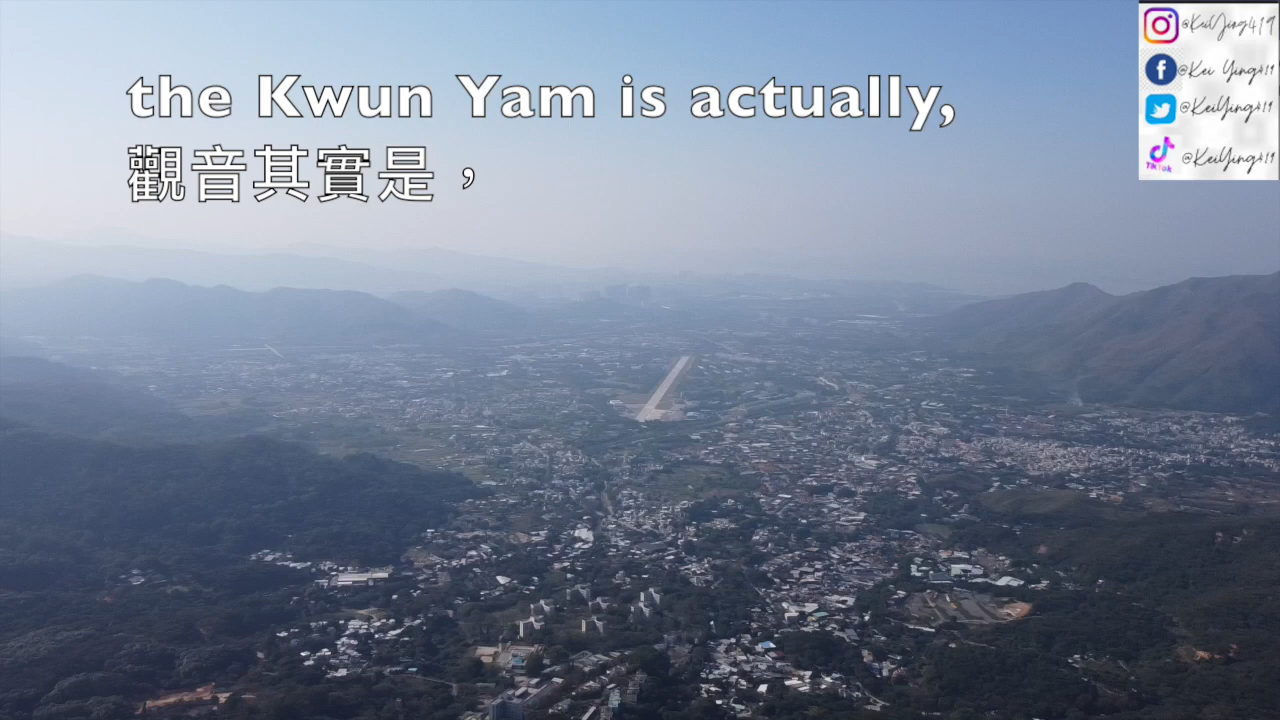 the Kwun Yam is actually,
觀音其實是，
@KeiYing419
@Kei Ying419
@KeiYing419
@KeiYing419
TikTok